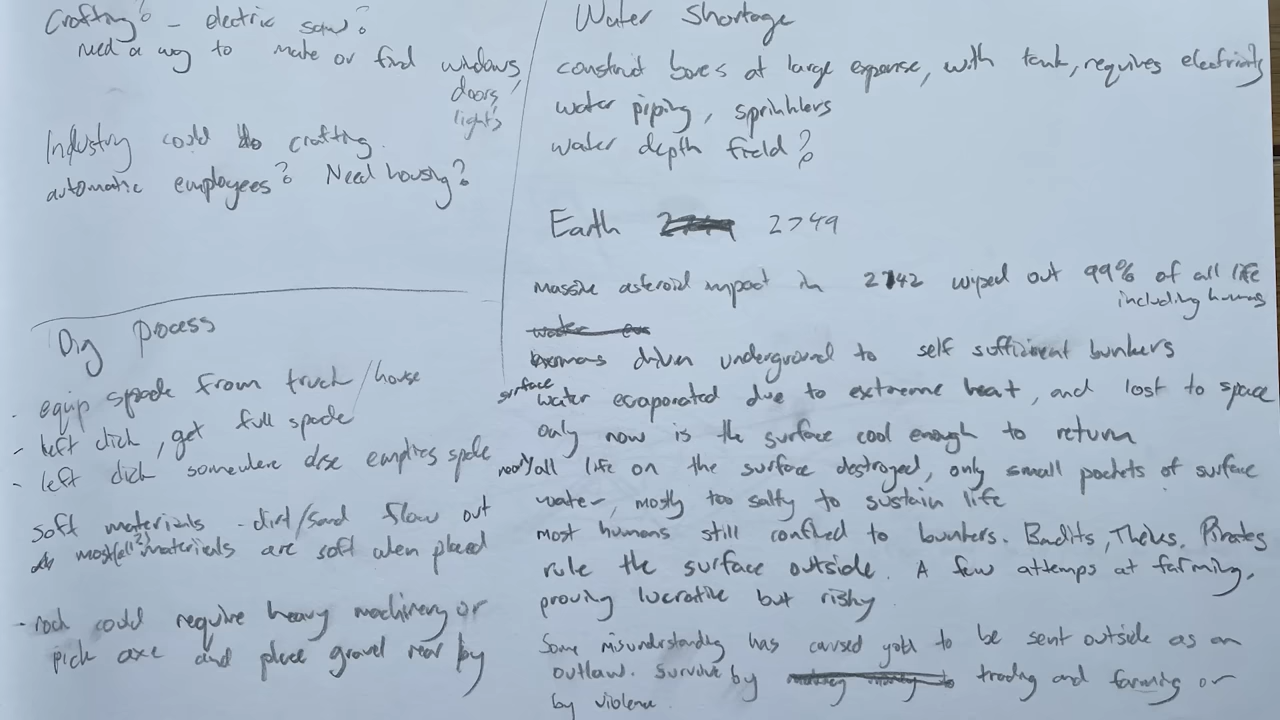 Crafting? - electric saw?
need a way to make or find windows,
doors,
lights
Industry could do crafting.
automatic employees? Need housing?
Dig process
- equip spade from truck/house
- left click, get full spade
- left click somewhere else empties spade
soft materials - dirt/sand flow out
most(all?) materials are soft when placed
- rock could require heavy machinery or
pick axe and place gravel near by
Water Shortage
construct bores at large expense, with tank, requires electricity
water piping, sprinklers
water depth field?
Earth 2749
massive asteroid impact in 2742 wiped out 99% of all life
including humans
humans driven underground to self sufficient bunkers
surface
water evaporated due to extreme heat, and lost to space
only now is the surface cool enough to return
nearly all life on the surface destroyed, only small pockets of surface
water, mostly too salty to sustain life
most humans still confined to bunkers. Bandits, Thieves, Pirates
rule the surface outside. A few attemps at farming,
proving lucrative but risky
Some misunderstanding has caused you to be sent outside as an
outlaw. survive by trading and farming or
by violence